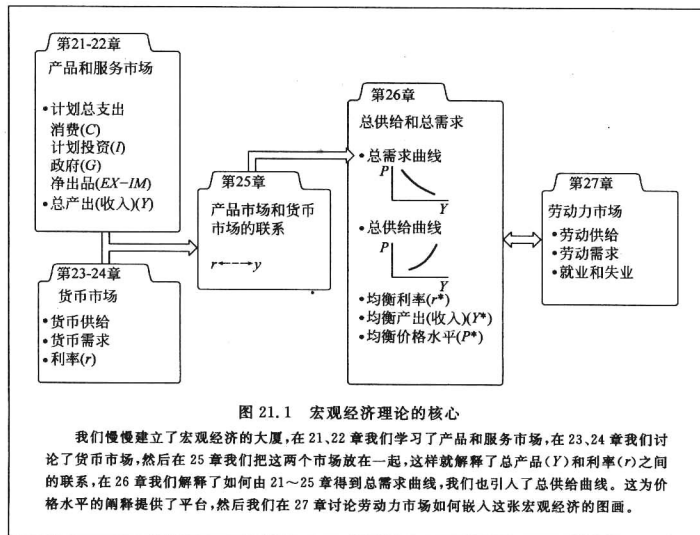 第21-22章
产品和服务市场
•计划总支出
消费(C)
计划投资(I)
政府(G)
净出品(EX-IM)
•总产出(收入)(Y)
第23-24章
货币市场
•货币供给
•货币需求
•利率(r)
第25章
产品市场和货币
市场的联系
r y
第26章
总供给和总需求
•总需求曲线
P
Y
•总供给曲线
P
Y
•均衡利率(r*)
•均衡产出(收入)(Y*)
•均衡价格水平(P*)
第27章
劳动力市场
•劳动供给
•劳动需求
•就业和失业
图 21.1 宏观经济理论的核心
我们慢慢建立了宏观经济的大厦,在21、22章我们学习了产品和服务市场,在23、24章我们讨
论了货币市场,然后在25章我们把这两个市场放在一起,这样就解释了总产品(Y)和利率(r)之间
的联系,在26章我们解释了如何由21~25章得到总需求曲线,我们也引入了总供给曲线。这为
价格水平的阐释提供了平台,然后我们在27章讨论劳动力市场如何嵌入这张宏观经济的图画。